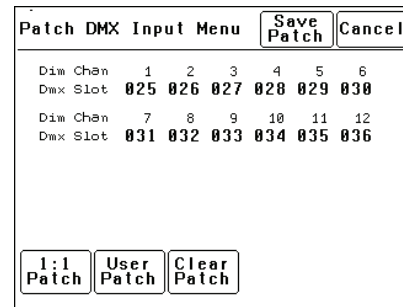 Patch DMX Input Menu Save Patch Cancel
Dim Chan 1 2 3 4 5 6
Dmx Slot 025 026 027 028 029 030
Dim Chan 7 8 9 10 11 12
Dmx Slot 031 032 033 034 035 036
1:1 Patch User Patch Clear Patch